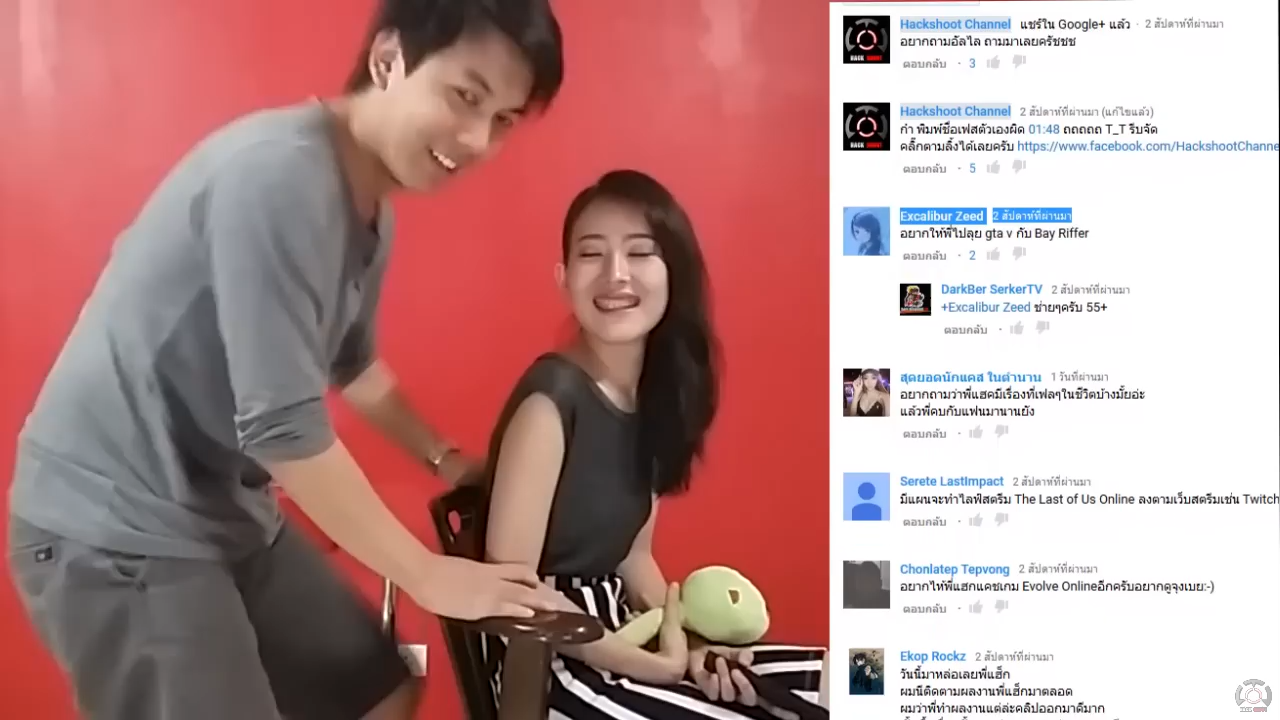 Hackshoot Channel แชร์ใน Google+ แล้ว · 2 สัปดาห์ที่ผ่านมา
อยากถามอัลไล ถามมาเลยครัชชช
ตอบกลับ · 3
Hackshoot Channel 2 สัปดาห์ที่ผ่านมา (แก้ไขแล้ว)
ก๋า พิมพ์ชื่อเฟสตัวเองผิด 01:48 ถถถถถ T_T รีบจัด
คลิ๊กตามลิ้งได้เลยครับ https://www.facebook.com/HackshootChanne
ตอบกลับ · 5
Excalibur Zeed 2 สัปดาห์ที่ผ่านมา
อยากให้พี่ไปลุย gta v กับ Bay Riffer
ตอบกลับ · 2
DarkBer SerkerTV 2 สัปดาห์ที่ผ่านมา
+Excalibur Zeed ช่ายๆครับ 55+
ตอบกลับ ·
สุดยอดนักแคส ในตำนาน 1 วันที่ผ่านมา
อยากถามว่าพี่แฮคมีเรื่องที่เฟลๆในชีวิตบ้างมั้ยอ่ะ
แล้วพี่คบกับแฟนมานานยัง
ตอบกลับ ·
Serete LastImpact 2 สัปดาห์ที่ผ่านมา
มีแผนจะทำไลฟ์สตรีม The Last of Us Online ลงตามเว็บสตรีมเช่น Twitch
ตอบกลับ ·
Chonlatep Tepvong 2 สัปดาห์ที่ผ่านมา
อยากให้พี่แฮกแคชเกม Evolve Onlineอีกครับอยากดูจุงเบย:-)
ตอบกลับ ·
Ekop Rockz 2 สัปดาห์ที่ผ่านมา
วันนี้มาหล่อเลยพี่แฮ็ก
ผมนี่ติดตามผลงานพี่แฮ็กมาตลอด
ผมว่าพี่ทำผลงานแต่ล่ะคลิปออกมาดีมาก